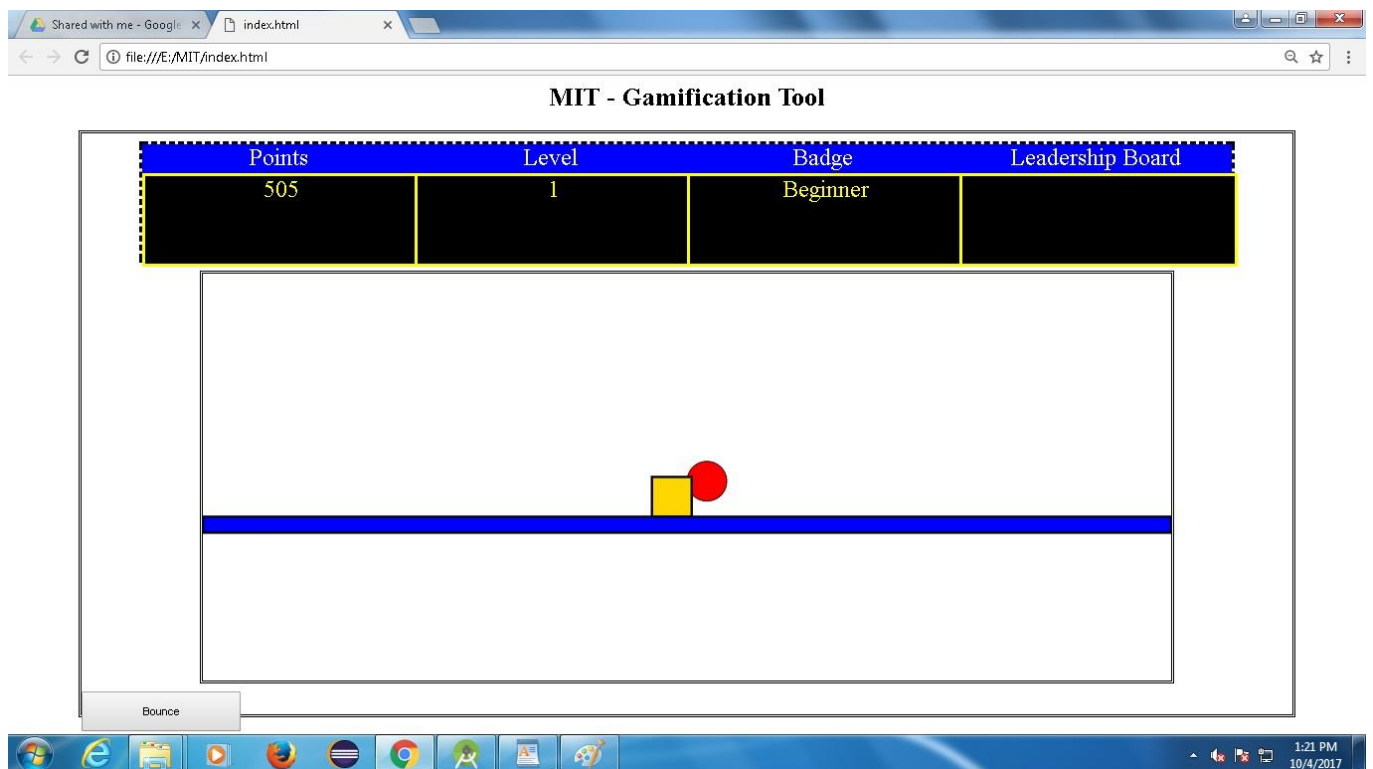 Shared with me - Google
index.html
file:///E:/MIT/index.html
MIT - Gamification Tool
Points Level Badge Leadership Board
505 1 Beginner
Bounce
1:21 PM
10/4/2017